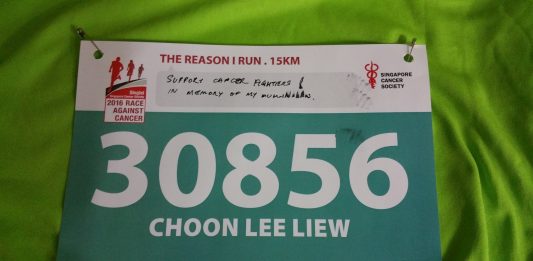 THE REASON I RUN . 15KM
SUPPORT CANCER FIGHTERS &
IN MEMORY OF MY
SINGAPORE
CANCER
SOCIETY
2016 RACE
AGAINST
CANCER
30856
CHOON LEE LIEW